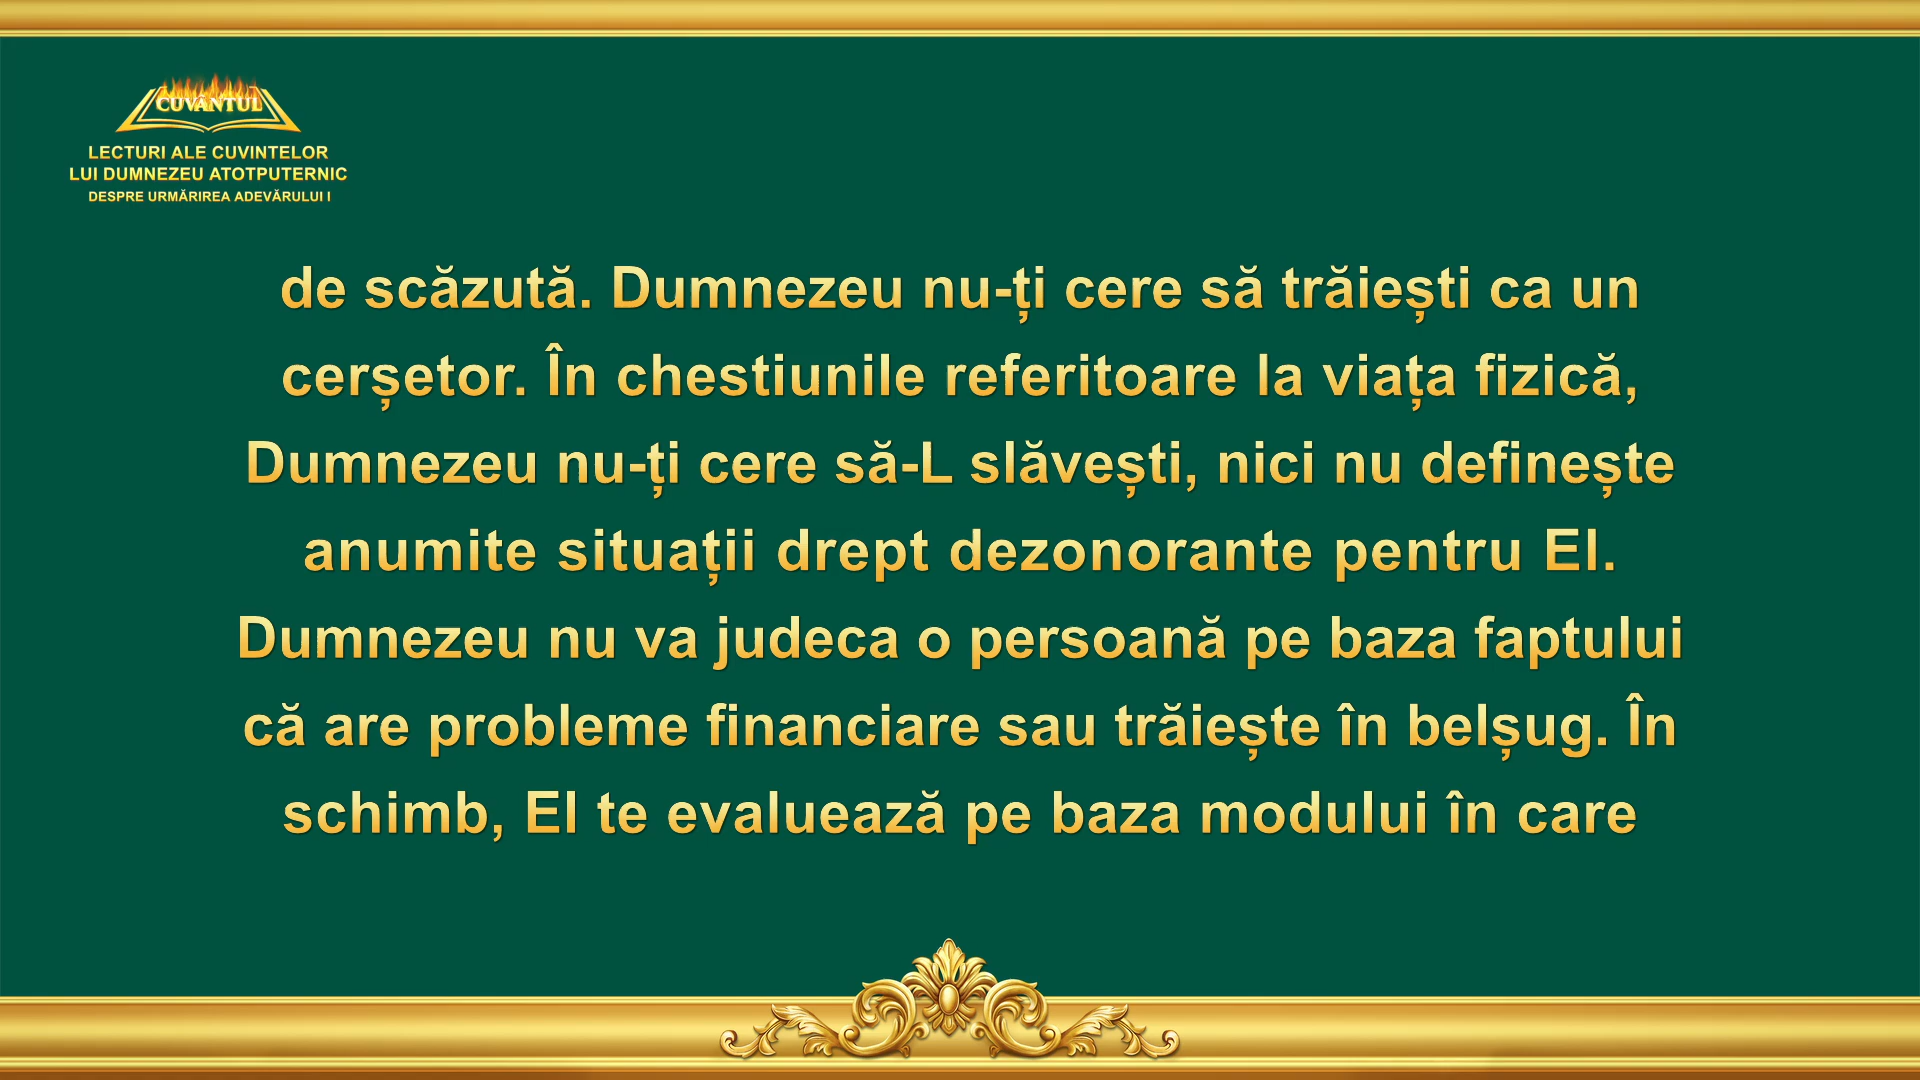 CUVÂNTUL
LECTURI ALE CUVINTELOR
LUI DUMNEZEU ATOTPUTERNIC
DESPRE URMĂRIREA ADEVĂRULUI I
de scăzută. Dumnezeu nu-ți cere să trăiești ca un
cerșetor. În chestiunile referitoare la viața fizică,
Dumnezeu nu-ți cere să-L slăvești, nici nu definește
anumite situații drept dezonorante pentru El.
Dumnezeu nu va judeca o persoană pe baza faptului
că are probleme financiare sau trăiește în belșug. În
schimb, El te evaluează pe baza modului în care